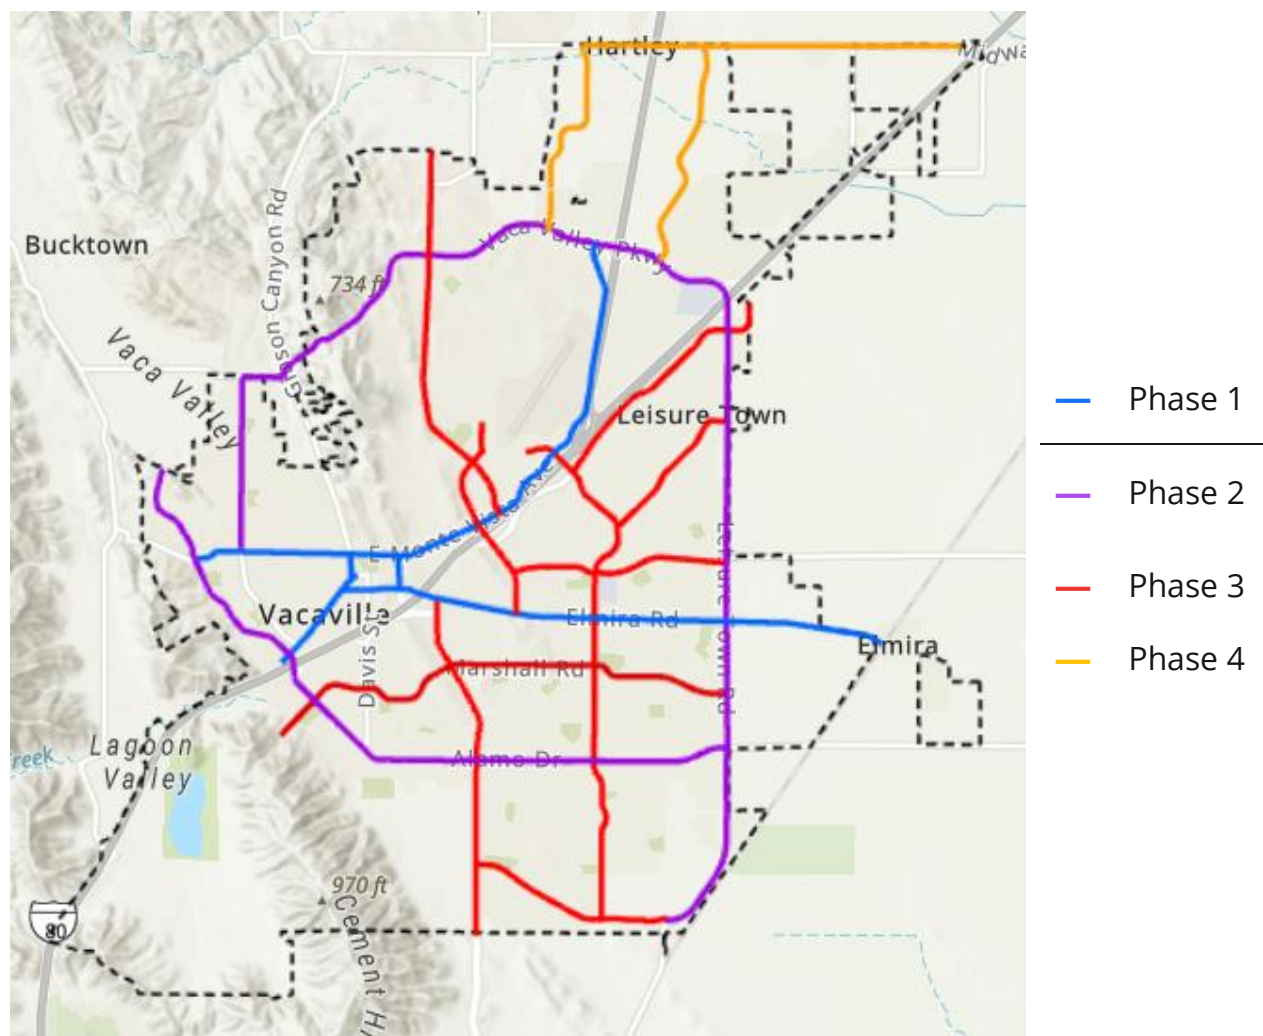 Hartley
Midwa
Bucktown
Gibson Canyon Rd
734 ft
Vaca Valley Pkwy
Vaca Valley
Leisure Town
E Monte Vista Ave
Vacaville
Elmira Rd
Elmira
Davis St
Marshall Rd
Leisure Town Rd
Lagoon
Valley
reek
Alamo Dr
970 ft
Cement H
80
Phase 1
Phase 2
Phase 3
Phase 4